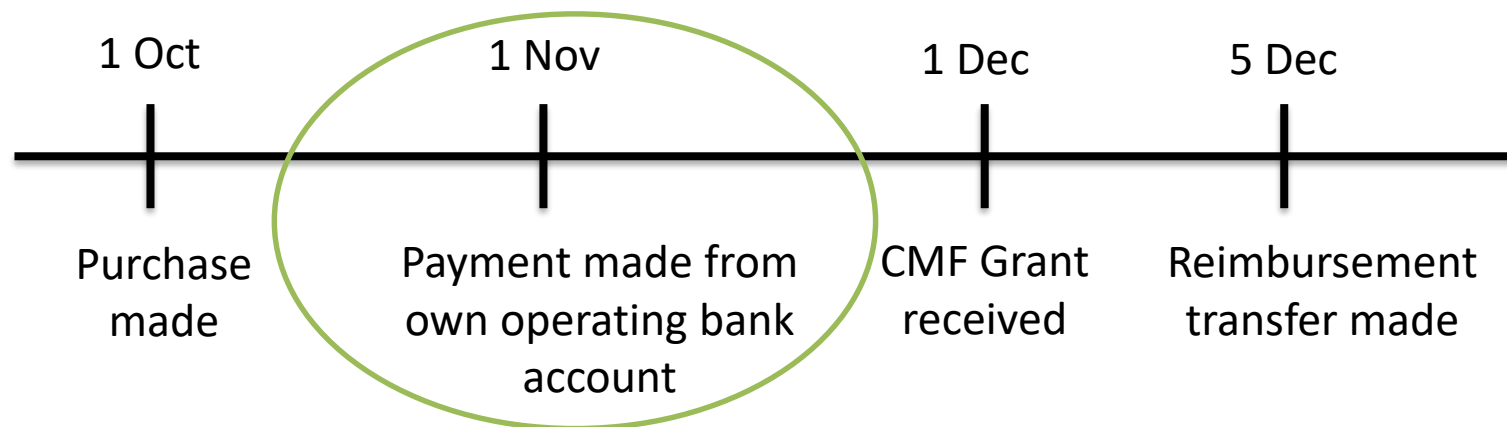 1 Oct
1 Nov
1 Dec
5 Dec
Purchase
made
Payment made from
own operating bank
account
CMF Grant
received
Reimbursement
transfer made